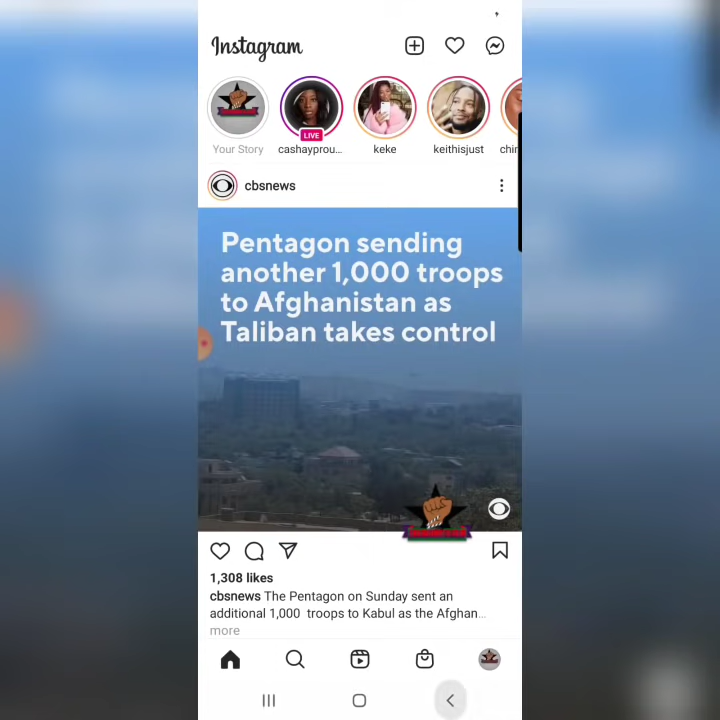 Instagram
LIVE
Your Story
cashayprou...
keke
keithisjust
chin
cbsnews
Pentagon sending
another 1,000 troops
to Afghanistan as
Taliban takes control
1,308 likes
cbsnews The Pentagon on Sunday sent an
additional 1,000 troops to Kabul as the Afghan...
more